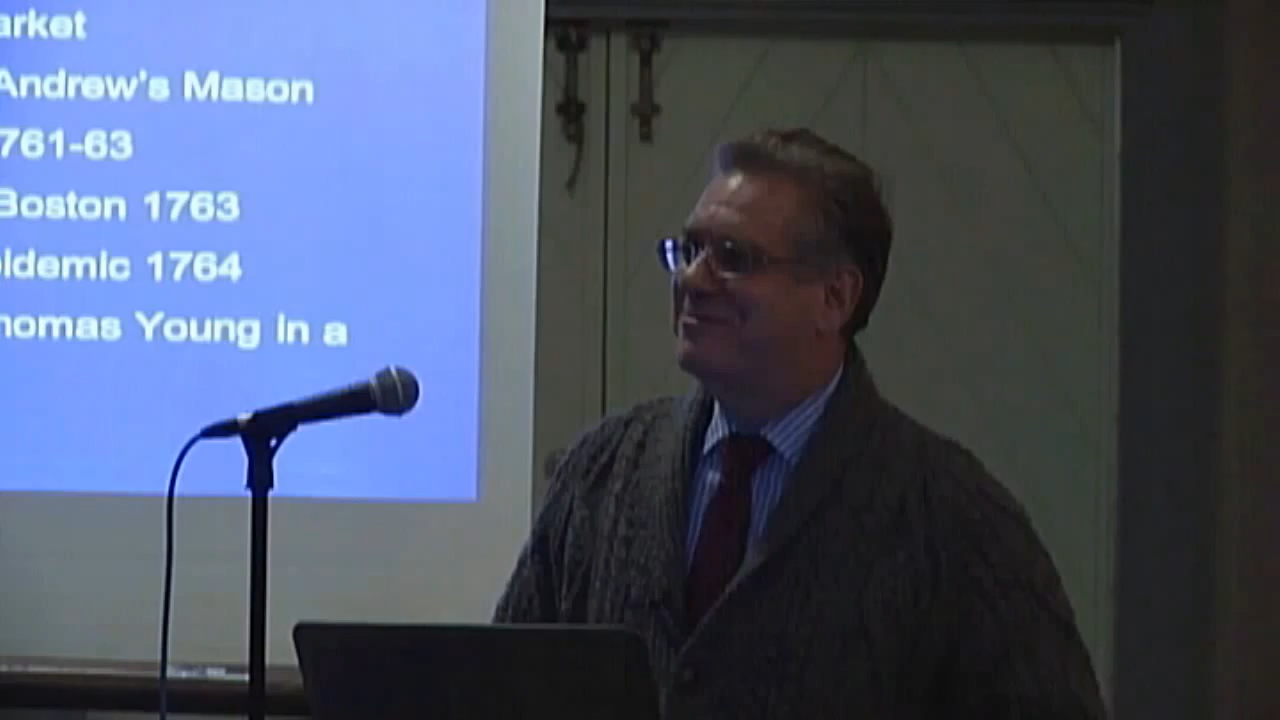 arket
Andrew's Mason
761-63
Boston 1763
idemic 1764
homas Young in a